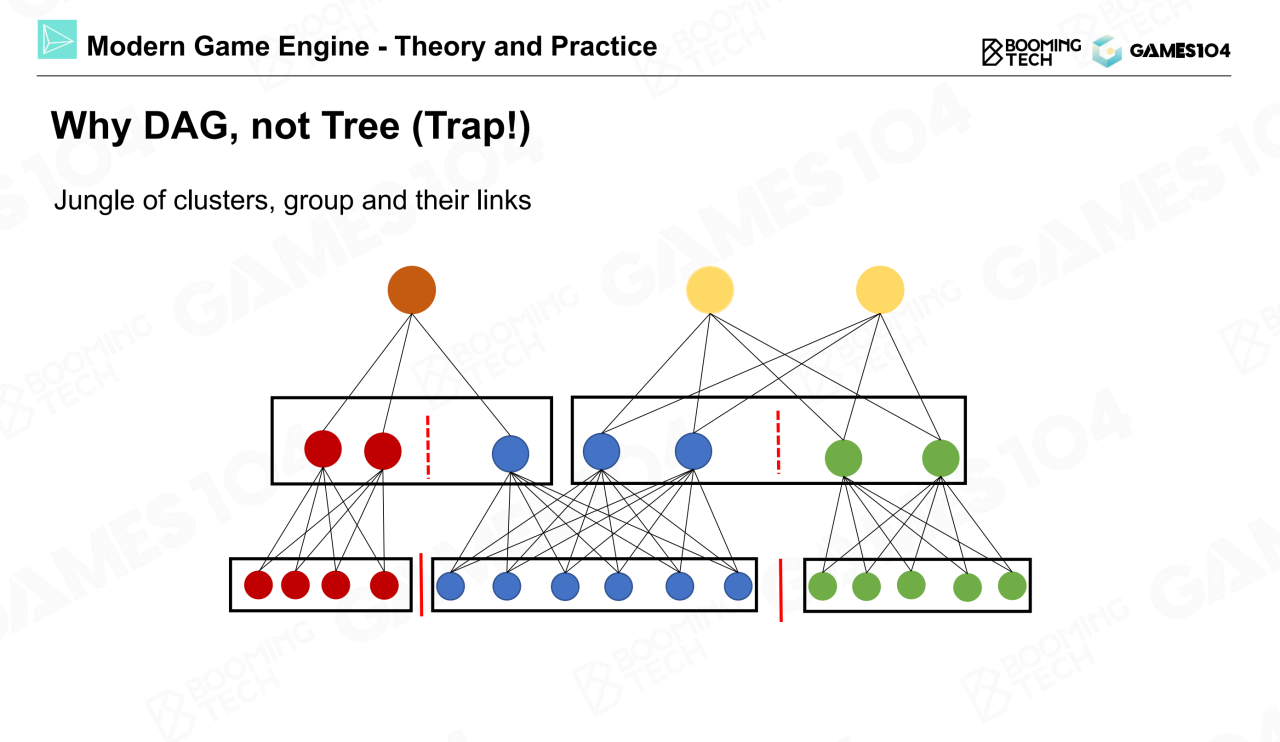 Modern Game Engine - Theory and Practice
BOOMING
TECH
GAMES104
Why DAG, not Tree (Trap!)
Jungle of clusters, group and their links